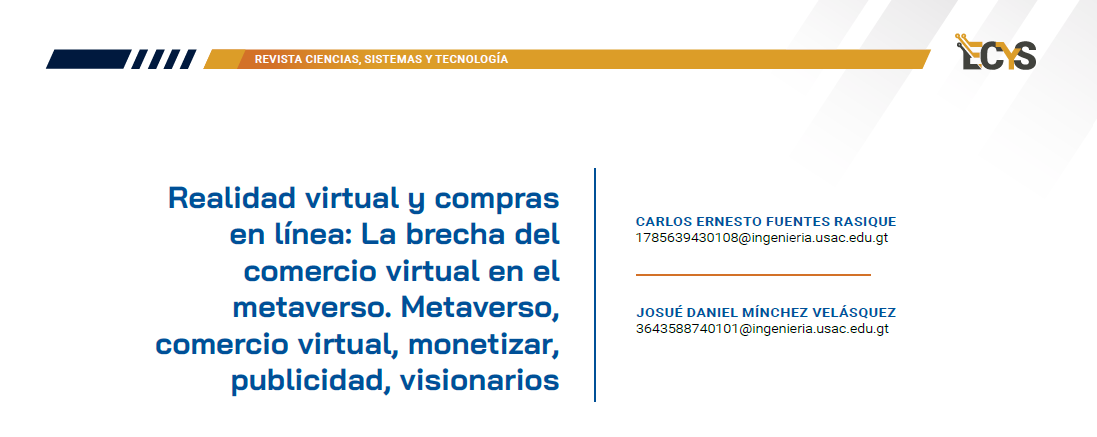 REVISTA CIENCIAS, SISTEMAS Y TECNOLOGÍA
ECYS
Realidad virtual y compras
en línea: La brecha del
comercio virtual en el
metaverso. Metaverso,
comercio virtual, monetizar,
publicidad, visionarios
CARLOS ERNESTO FUENTES RASIQUE
1785639430108@ingenieria.usac.edu.gt
JOSUÉ DANIEL MÍNCHEZ VELÁSQUEZ
3643588740101@ingenieria.usac.edu.gt